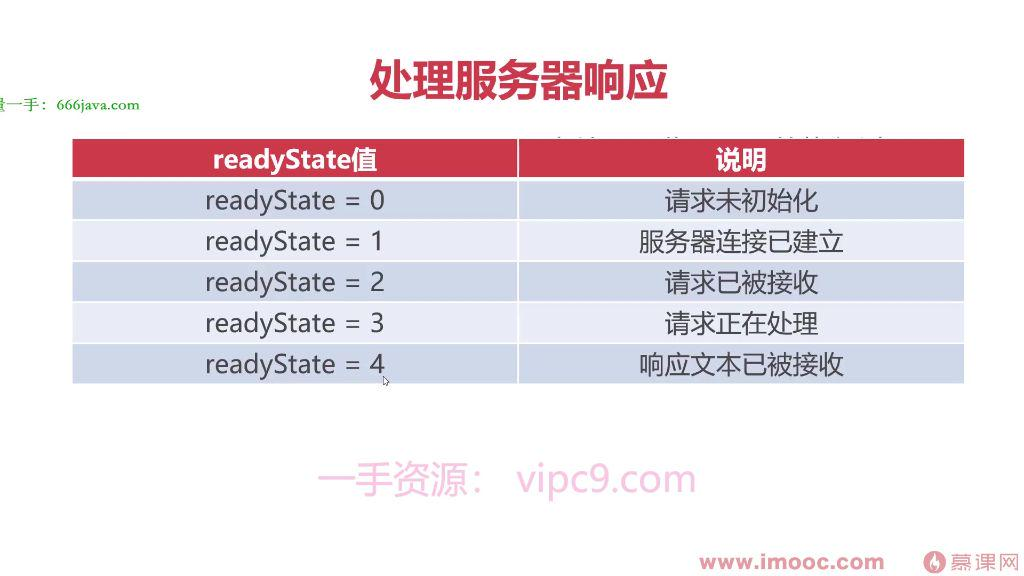 处理服务器响应
一手：666java.com
readyState值 说明
readyState = 0 请求未初始化
readyState = 1 服务器连接已建立
readyState = 2 请求已被接收
readyState = 3 请求正在处理
readyState = 4 响应文本已被接收
一手资源： vipc9.com
www.imooc.com 慕课网